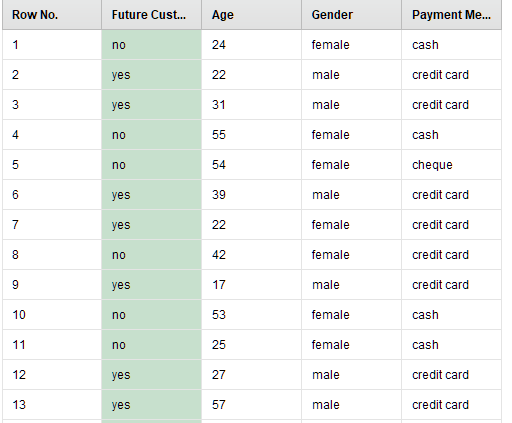 Row No. Future Cust... Age Gender Payment Me...
1 no 24 female cash
2 yes 22 male credit card
3 yes 31 male credit card
4 no 55 female cash
5 no 54 female cheque
6 yes 39 male credit card
7 yes 22 female credit card
8 no 42 female credit card
9 yes 17 male credit card
10 no 53 female cash
11 no 25 female cash
12 yes 27 male credit card
13 yes 57 male credit card